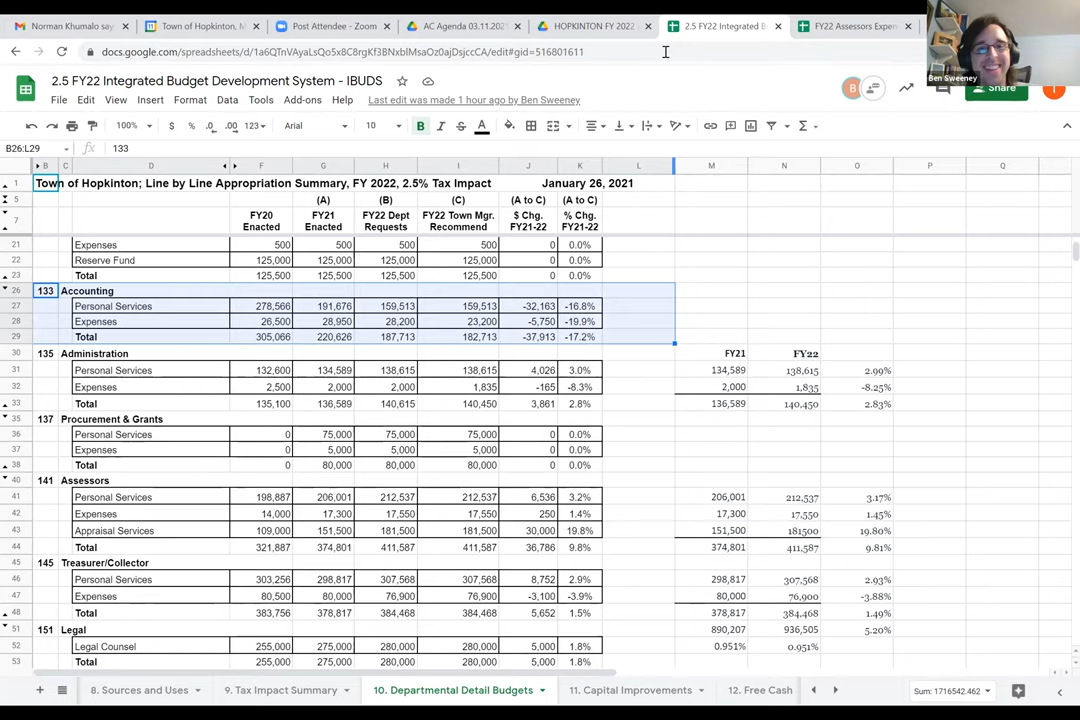 Norman Khumalo say
Town of Hopkinton, M
Post Attendee - Zoom
AC Agenda 03.11.2021
HOPKINTON FY 2022
2.5 FY22 Integrated B
FY22 Assessors Expen
docs.google.com/spreadsheets/d/1a6QTnVAyaLsQo5x8C8rgKf3BNxbIMsaOz0ajDsjccCA/edit#gid=516801611
Ben Sweeney
2.5 FY22 Integrated Budget Development System - IBUDS
B
Share
T
File Edit View Insert Format Data Tools Add-ons Help Last edit was made 1 hour ago by Ben Sweeney
100% $ % .0 .00 123 Arial 10 B I S A
B26:L29 fx 133
B C D F G H I J K L M N O P Q
1 Town of Hopkinton; Line by Line Appropriation Summary, FY 2022, 2.5% Tax Impact January 26, 2021
5 (A) (B) (C) (A to C) (A to C)
FY20 FY21 FY22 Dept FY22 Town Mgr. $ Chg. % Chg.
7 Enacted Enacted Requests Recommend FY21-22 FY21-22
21 Expenses 500 500 500 500 0 0.0%
22 Reserve Fund 125,000 125,000 125,000 125,000 0 0.0%
23 Total 125,500 125,500 125,500 125,500 0 0.0%
26 133 Accounting
27 Personal Services 278,566 191,676 159,513 159,513 -32,163 -16.8%
28 Expenses 26,500 28,950 28,200 23,200 -5,750 -19.9%
29 Total 305,066 220,626 187,713 182,713 -37,913 -17.2%
30 135 Administration FY21 FY22
31 Personal Services 132,600 134,589 138,615 138,615 4,026 3.0% 134,589 138,615 2.99%
32 Expenses 2,500 2,000 2,000 1,835 -165 -8.3% 2,000 1,835 -8.25%
33 Total 135,100 136,589 140,615 140,450 3,861 2.8% 136,589 140,450 2.83%
35 137 Procurement & Grants
36 Personal Services 0 75,000 75,000 75,000 0 0.0%
37 Expenses 0 5,000 5,000 5,000 0 0.0%
38 Total 0 80,000 80,000 80,000 0 0.0%
40 141 Assessors
41 Personal Services 198,887 206,001 212,537 212,537 6,536 3.2% 206,001 212,537 3.17%
42 Expenses 14,000 17,300 17,550 17,550 250 1.4% 17,300 17,550 1.45%
43 Appraisal Services 109,000 151,500 181,500 181,500 30,000 19.8% 151,500 181500 19.80%
44 Total 321,887 374,801 411,587 411,587 36,786 9.8% 374,801 411,587 9.81%
45 145 Treasurer/Collector
46 Personal Services 303,256 298,817 307,568 307,568 8,752 2.9% 298,817 307,568 2.93%
47 Expenses 80,500 80,000 76,900 76,900 -3,100 -3.9% 80,000 76,900 -3.88%
48 Total 383,756 378,817 384,468 384,468 5,652 1.5% 378,817 384,468 1.49%
51 151 Legal 890,207 936,505 5.20%
52 Legal Counsel 255,000 275,000 280,000 280,000 5,000 1.8% 0.951% 0.951%
53 Total 255,000 275,000 280,000 280,000 5,000 1.8%
8. Sources and Uses 9. Tax Impact Summary 10. Departmental Detail Budgets 11. Capital Improvements 12. Free Cash Sum: 1716542.462